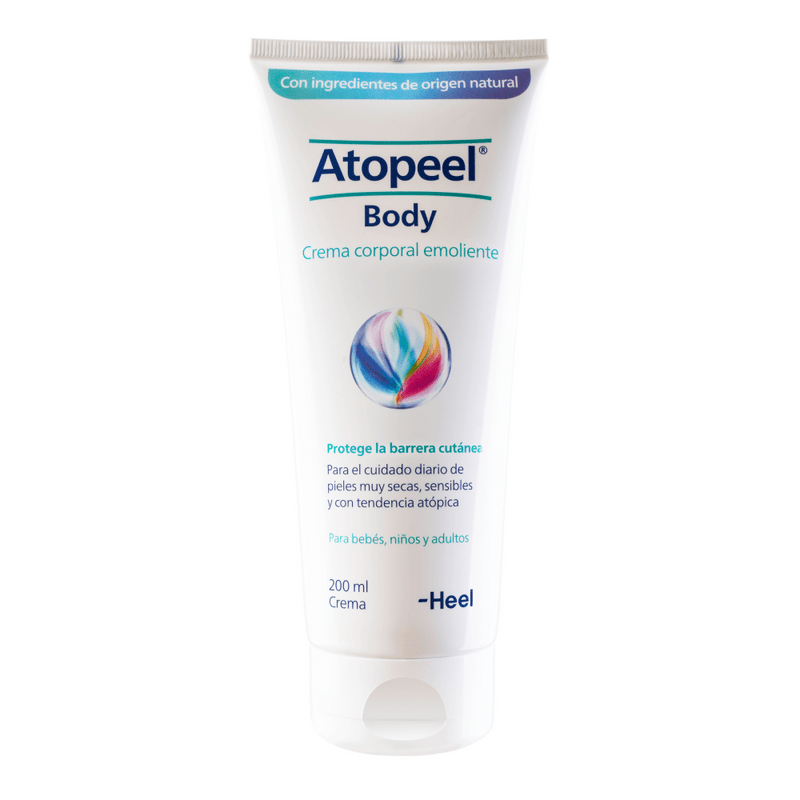 Con ingredientes de origen natural
Atopeel®
Body
Crema corporal emoliente
Protege la barrera cutánea
Para el cuidado diario de
pieles muy secas, sensibles
y con tendencia atópica
Para bebés, niños y adultos
200 ml
Crema
-Heel